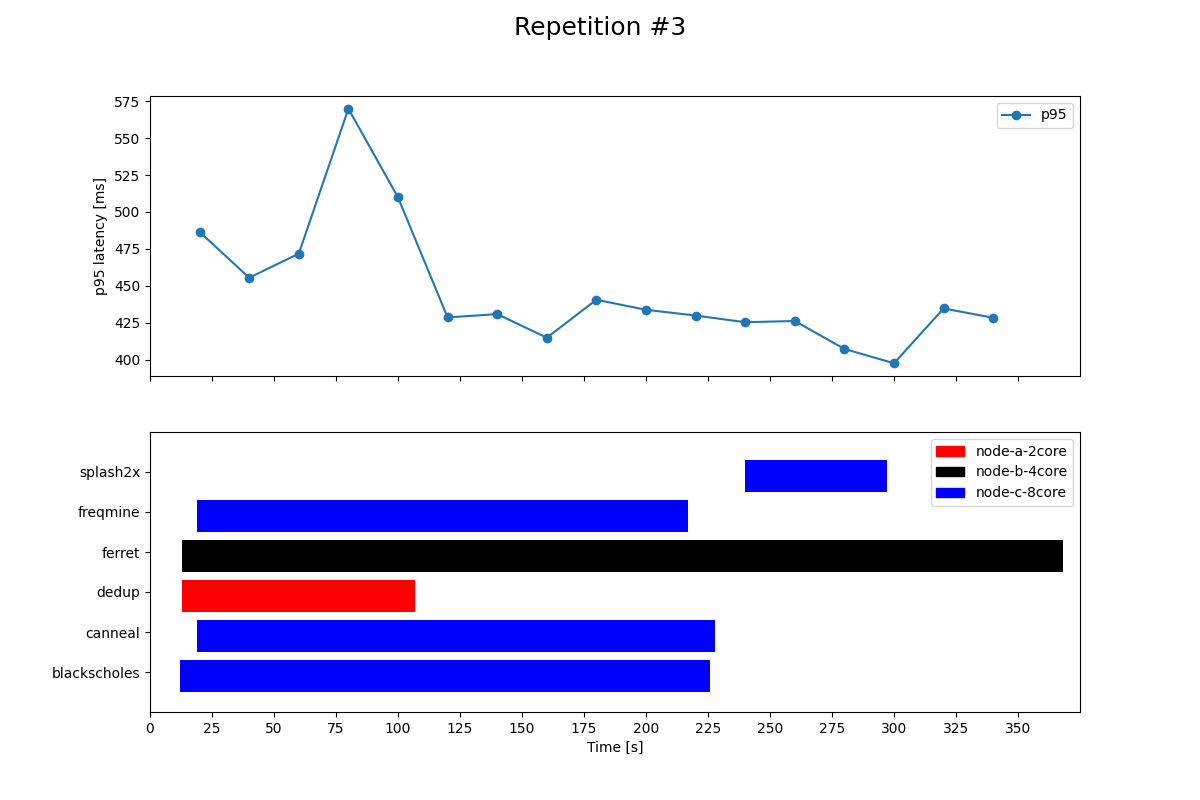 Repetition #3
575
550
525
500
475
450
425
400
p95 latency [ms]
p95
splash2x
freqmine
ferret
dedup
canneal
blackscholes
node-a-2core
node-b-4core
node-c-8core
0 25 50 75 100 125 150 175 200 225 250 275 300 325 350
Time [s]